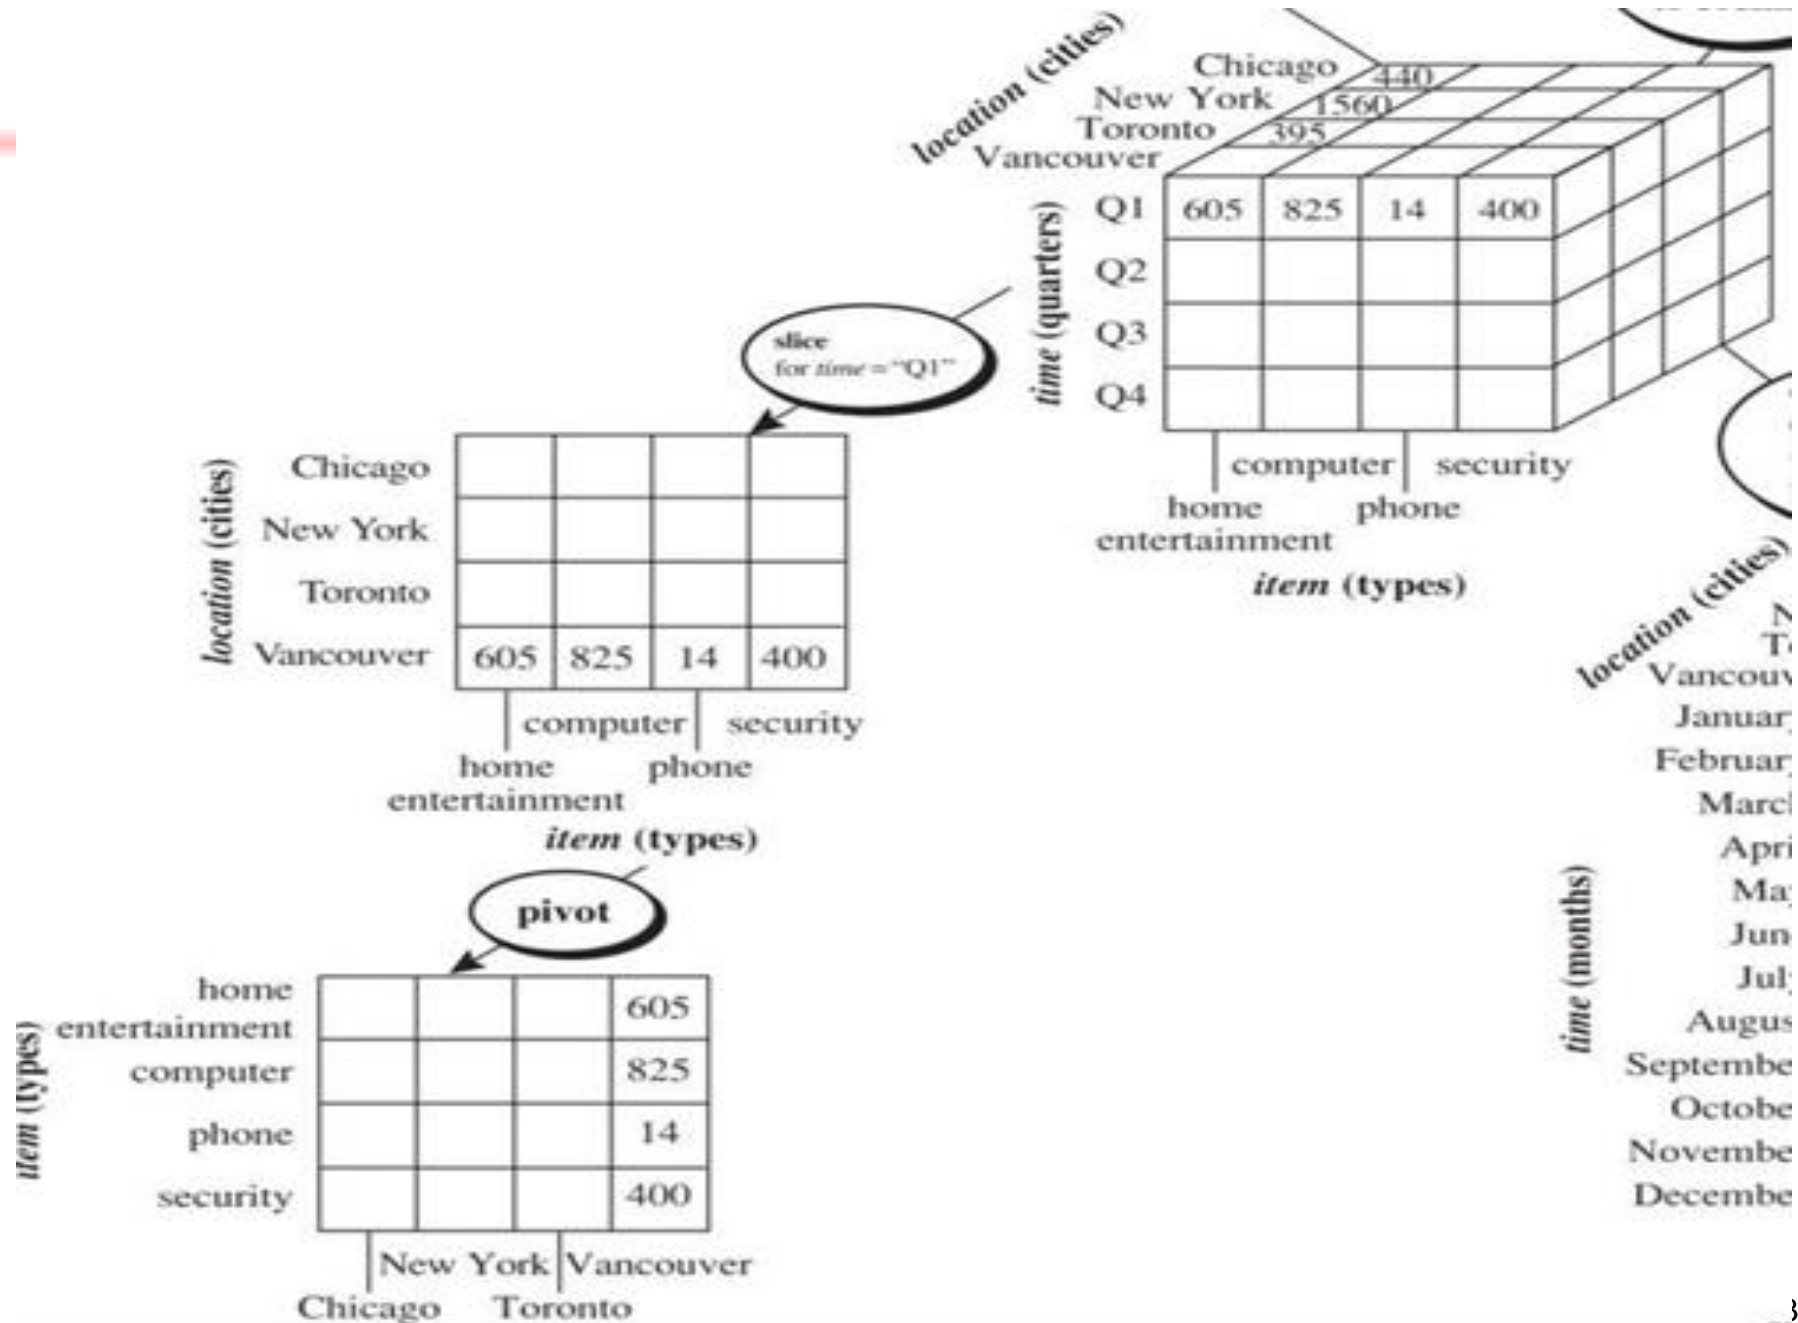 location (cities)
Chicago
440
New York
1560
Toronto
395
Vancouver
time (quarters)
Q1 605 825 14 400
Q2
Q3
Q4
computer security
home phone
entertainment
item (types)
slice
for time = "Q1"
location (cities)
Chicago
New York
Toronto
Vancouver 605 825 14 400
computer security
home phone
entertainment
item (types)
pivot
item (types)
home 605
entertainment
computer 825
phone 14
security 400
New York Vancouver
Chicago Toronto
location (cities)
N
T
Vancouv
Januar
Februar
Marc
Apri
Ma
Jun
Jul
Augus
Septembe
Octobe
Novembe
Decembe
time (months)